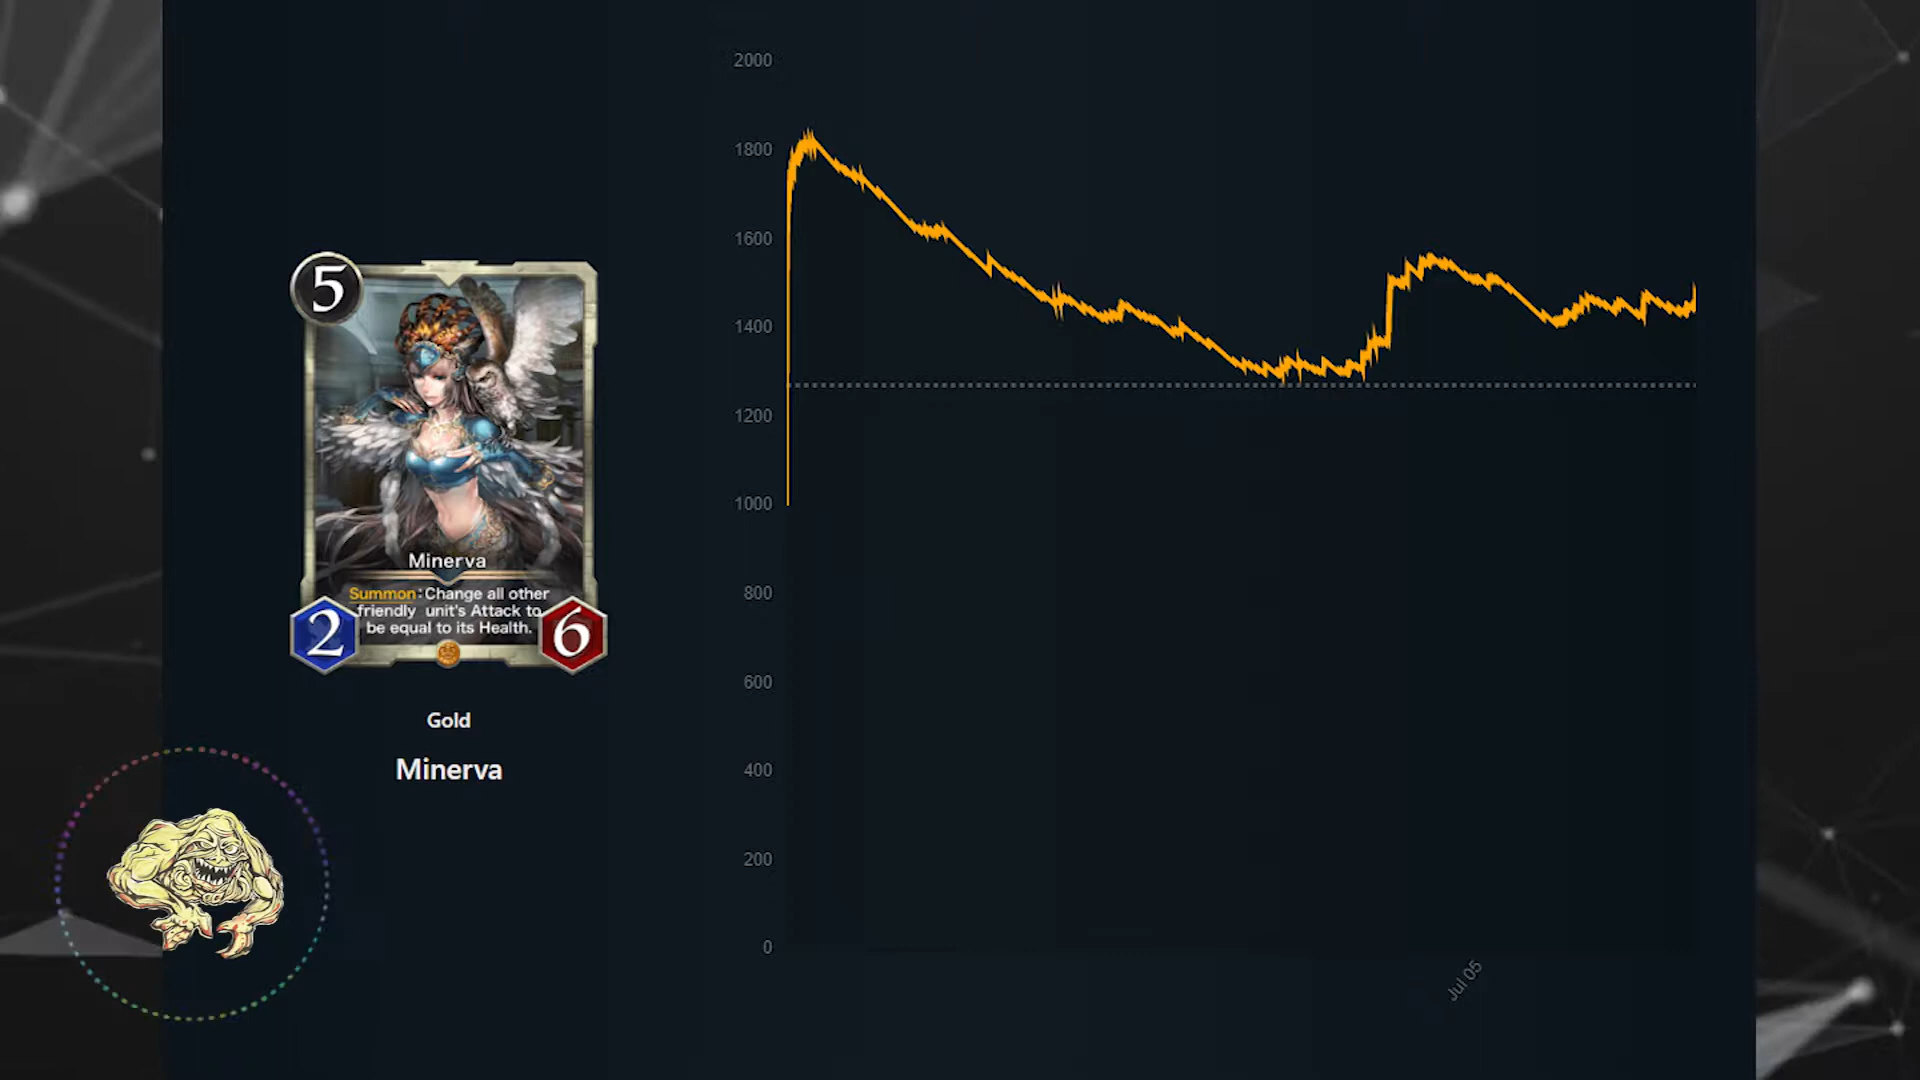 5
Minerva
Summon:Change all other
friendly unit's Attack to
be equal to its Health.
2
6
Gold
Minerva
2000
1800
1600
1400
1200
1000
800
600
400
200
0
Jul 05